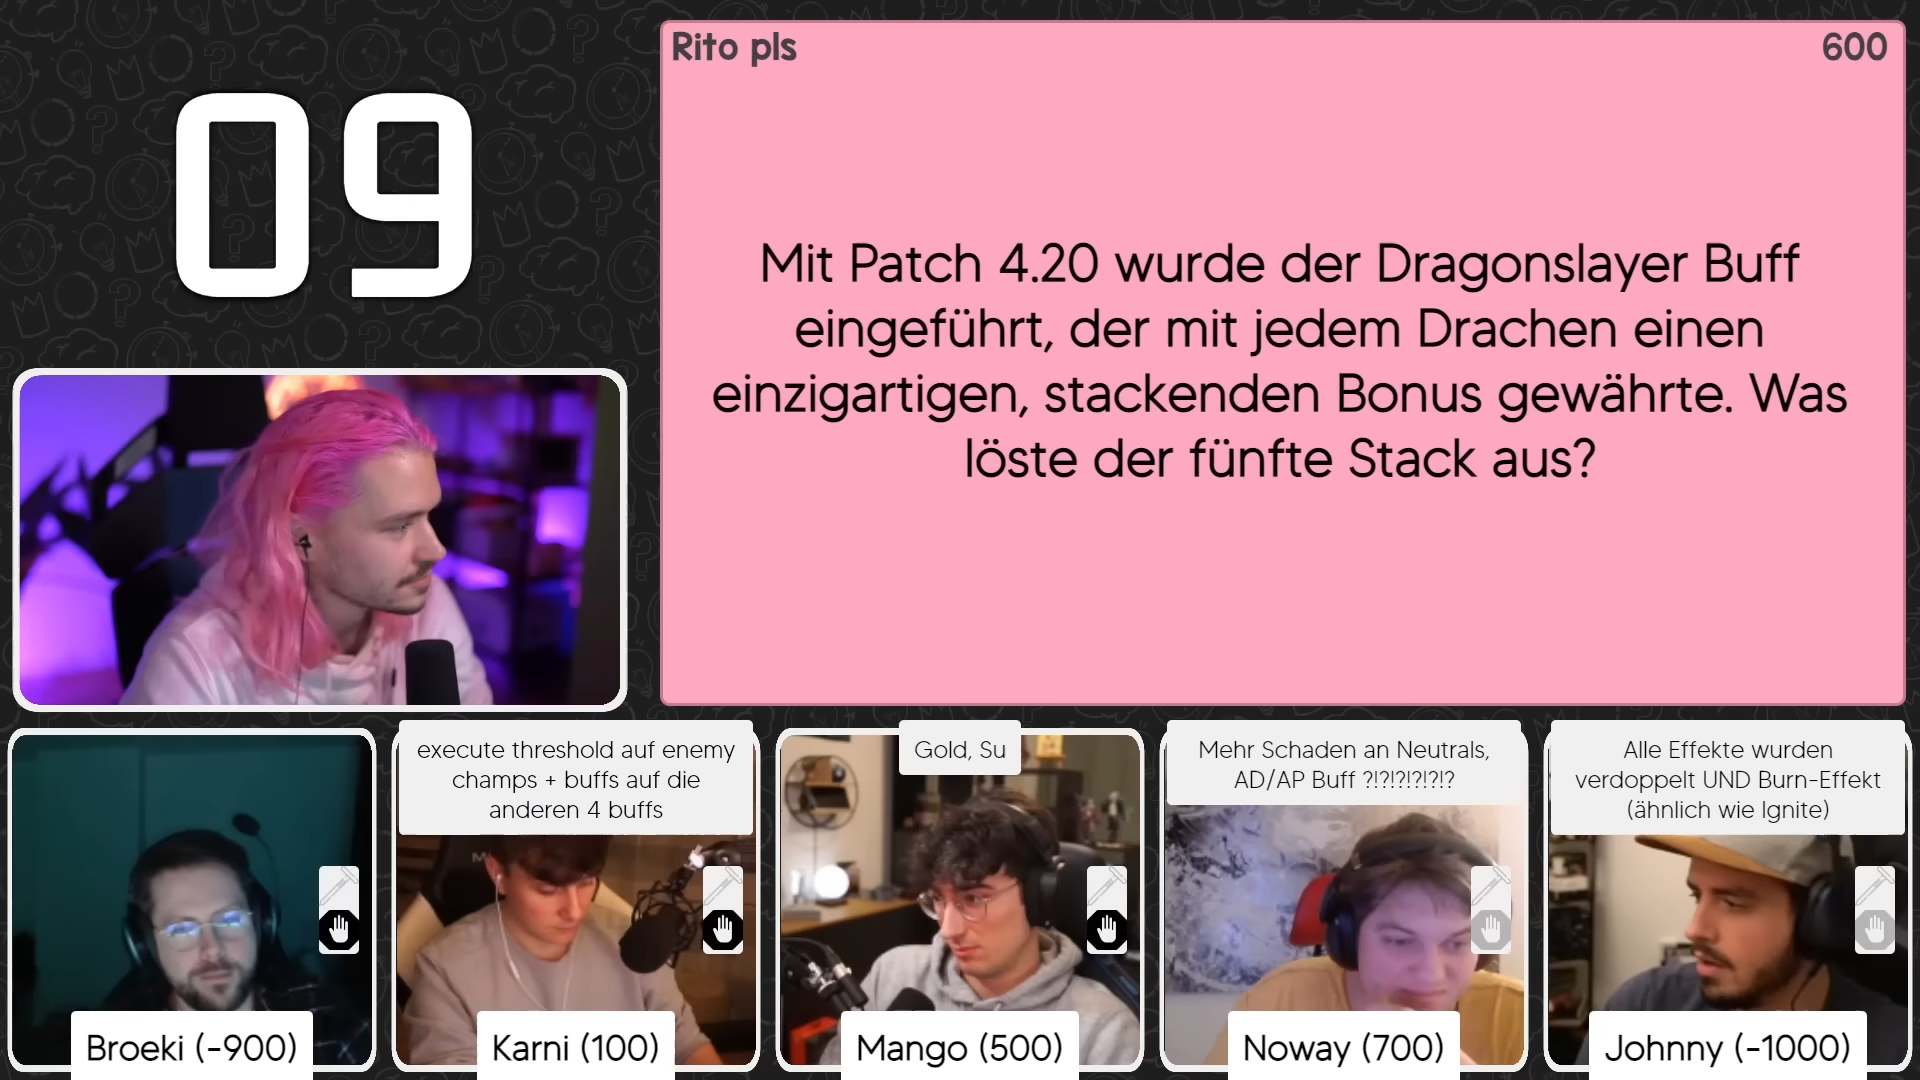 09
Rito pls
600
Mit Patch 4.20 wurde der Dragonslayer Buff
eingeführt, der mit jedem Drachen einen
einzigartigen, stackenden Bonus gewährte. Was
löste der fünfte Stack aus?
execute threshold auf enemy
champs + buffs auf die
anderen 4 buffs
Gold, Su
Mehr Schaden an Neutrals,
AD/AP Buff ?!?!?!?!?!?
Alle Effekte wurden
verdoppelt UND Burn-Effekt
(ähnlich wie Ignite)
Broeki (-900)
Karni (100)
Mango (500)
Noway (700)
Johnny (-1000)